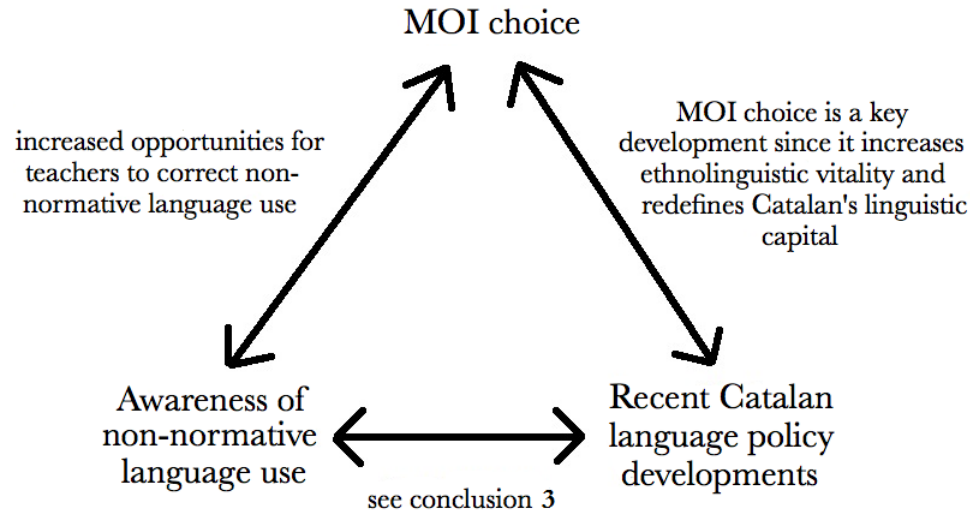 MOI choice
increased opportunities for
teachers to correct non-
normative language use
MOI choice is a key
development since it increases
ethnolinguistic vitality and
redefines Catalan's linguistic
capital
Awareness of
non-normative
language use
Recent Catalan
language policy
developments
see conclusion 3